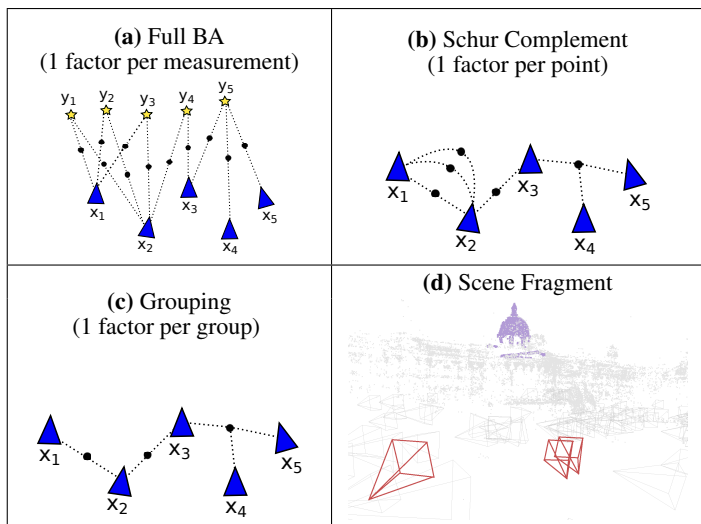 (a) Full BA
(1 factor per measurement)
y1 y2 y3 y4 y5
x1 x2 x3 x4 x5
(b) Schur Complement
(1 factor per point)
x1 x2 x3 x4 x5
(c) Grouping
(1 factor per group)
x1 x2 x3 x4 x5
(d) Scene Fragment